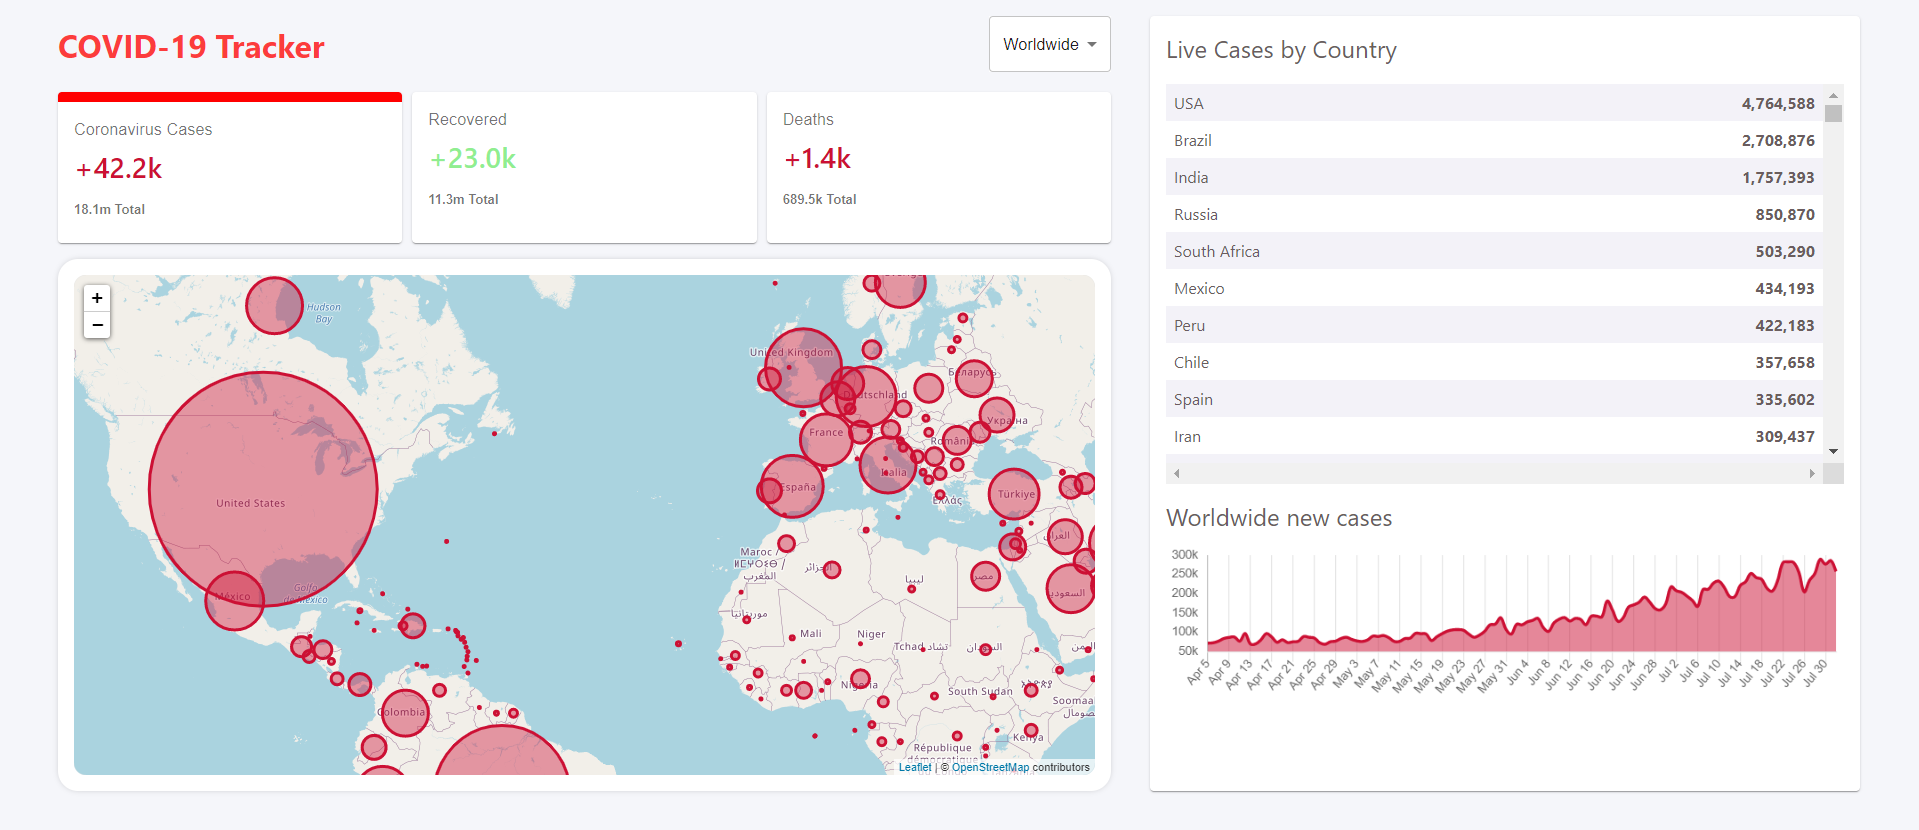 COVID-19 Tracker
Worldwide
Coronavirus Cases
+42.2k
18.1m Total
Recovered
+23.0k
11.3m Total
Deaths
+1.4k
689.5k Total
+
−
Hudson
Bay
United States
Golfo
de México
México
Colombia
United Kingdom
Deutschland
Беларусь
Україна
France
România
Italia
España
Ελλάς
Türkiye
Maroc /
ⵍⵎⵖⵔⵉⴱ /
المغرب
الجزائر
ليبيا
مصر
العراق
السعودية
موريتانيا
Mali
Niger
Tchad تشاد
السودان
اليمن
Nigeria
South Sudan
Soomaa
الصومال
Kenya
République
démocratique
Leaflet | © OpenStreetMap contributors
Live Cases by Country
USA 4,764,588
Brazil 2,708,876
India 1,757,393
Russia 850,870
South Africa 503,290
Mexico 434,193
Peru 422,183
Chile 357,658
Spain 335,602
Iran 309,437
Worldwide new cases
300k
250k
200k
150k
100k
50k
Apr 5 Apr 9 Apr 13 Apr 17 Apr 21 Apr 25 Apr 29 May 3 May 7 May 11 May 15 May 19 May 23 May 27 May 31 Jun 4 Jun 8 Jun 12 Jun 16 Jun 20 Jun 24 Jun 28 Jul 2 Jul 6 Jul 10 Jul 14 Jul 18 Jul 22 Jul 26 Jul 30